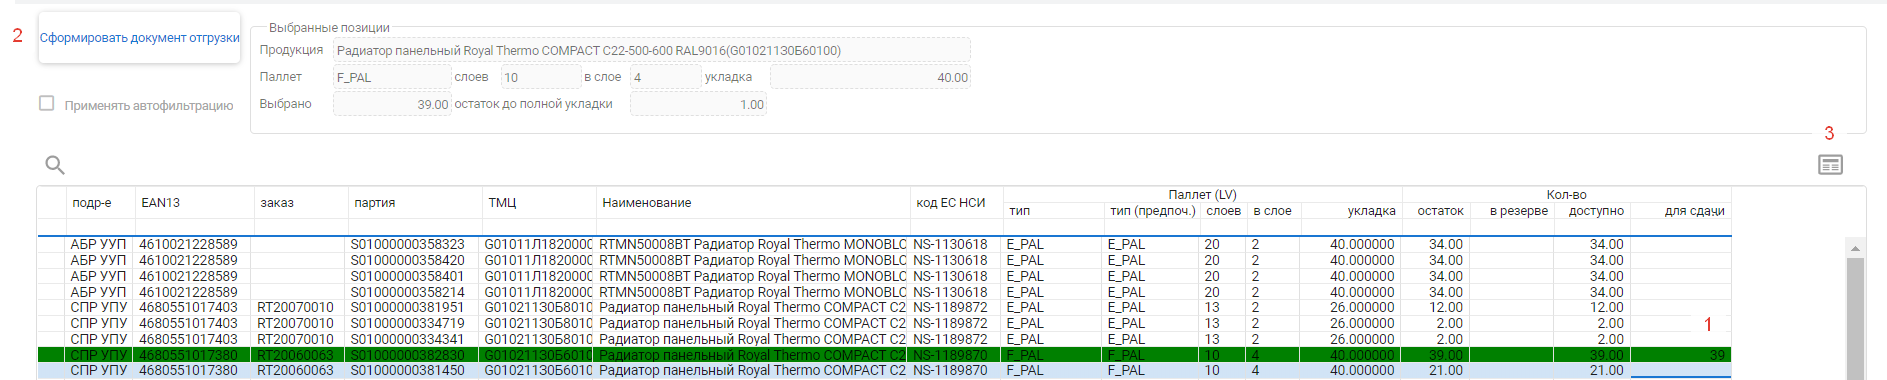 2
Сформировать документ отгрузки
Применять автофильтрацию
Выбранные позиции
Продукция Радиатор панельный Royal Thermo COMPACT C22-500-600 RAL9016(G01021130Б60100)
Паллет F_PAL слоев 10 в слое 4 укладка 40.00
Выбрано 39.00 остаток до полной укладки 1.00
3
Паллет (LV) Кол-во
подр-е EAN13 заказ партия ТМЦ Наименование код ЕС НСИ тип тип (предпоч.) слоев в слое укладка остаток в резерве доступно для сдачи
АБР УУП 4610021228589 S01000000358323 G01011Л1820000 RTMN50008BT Радиатор Royal Thermo MONOBLO NS-1130618 E_PAL E_PAL 20 2 40.000000 34.00 34.00
АБР УУП 4610021228589 S01000000358420 G01011Л1820000 RTMN50008BT Радиатор Royal Thermo MONOBLO NS-1130618 E_PAL E_PAL 20 2 40.000000 34.00 34.00
АБР УУП 4610021228589 S01000000358401 G01011Л1820000 RTMN50008BT Радиатор Royal Thermo MONOBLO NS-1130618 E_PAL E_PAL 20 2 40.000000 34.00 34.00
АБР УУП 4610021228589 S01000000358214 G01011Л1820000 RTMN50008BT Радиатор Royal Thermo MONOBLO NS-1130618 E_PAL E_PAL 20 2 40.000000 34.00 34.00
СПР УПУ 4680551017403 RT20070010 S01000000381951 G01021130Б8010 Радиатор панельный Royal Thermo COMPACT C2 NS-1189872 E_PAL E_PAL 13 2 26.000000 12.00 12.00
СПР УПУ 4680551017403 RT20070010 S01000000334719 G01021130Б8010 Радиатор панельный Royal Thermo COMPACT C2 NS-1189872 E_PAL E_PAL 13 2 26.000000 2.00 2.00
1
СПР УПУ 4680551017403 RT20070010 S01000000334341 G01021130Б8010 Радиатор панельный Royal Thermo COMPACT C2 NS-1189872 E_PAL E_PAL 13 2 26.000000 2.00 2.00
СПР УПУ 4680551017380 RT20060063 S01000000382830 G01021130Б6010 Радиатор панельный Royal Thermo COMPACT C2 NS-1189870 F_PAL F_PAL 10 4 40.000000 39.00 39.00 39
СПР УПУ 4680551017380 RT20060063 S01000000381450 G01021130Б6010 Радиатор панельный Royal Thermo COMPACT C2 NS-1189870 F_PAL F_PAL 10 4 40.000000 21.00 21.00